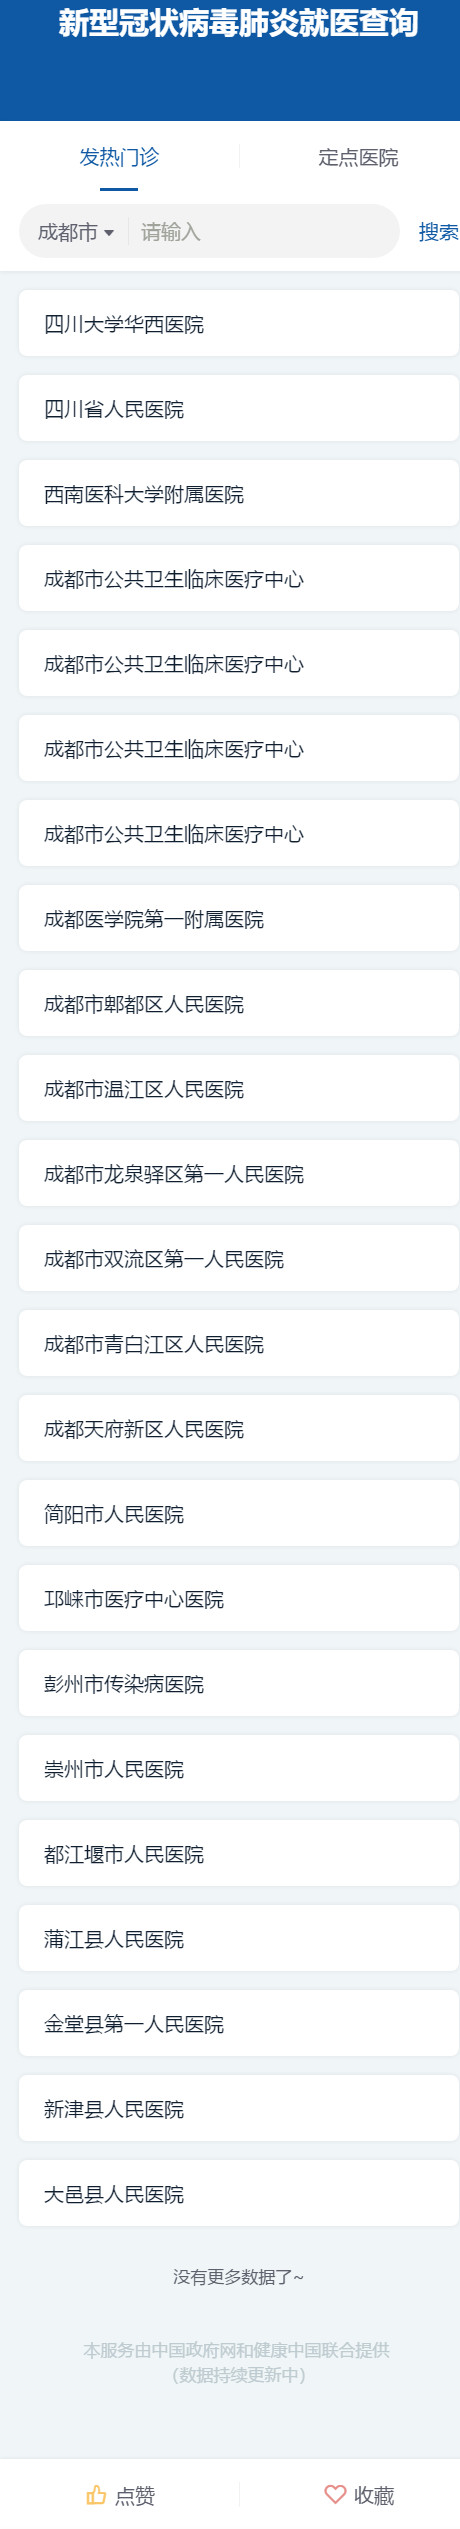 新型冠状病毒肺炎就医查询
发热门诊
定点医院
成都市
请输入
搜索
四川大学华西医院
四川省人民医院
西南医科大学附属医院
成都市公共卫生临床医疗中心
成都市公共卫生临床医疗中心
成都市公共卫生临床医疗中心
成都市公共卫生临床医疗中心
成都医学院第一附属医院
成都市郫都区人民医院
成都市温江区人民医院
成都市龙泉驿区第一人民医院
成都市双流区第一人民医院
成都市青白江区人民医院
成都天府新区人民医院
简阳市人民医院
邛崃市医疗中心医院
彭州市传染病医院
崇州市人民医院
都江堰市人民医院
蒲江县人民医院
金堂县第一人民医院
新津县人民医院
大邑县人民医院
没有更多数据了~
本服务由中国政府网和健康中国联合提供
（数据持续更新中）
点赞
收藏